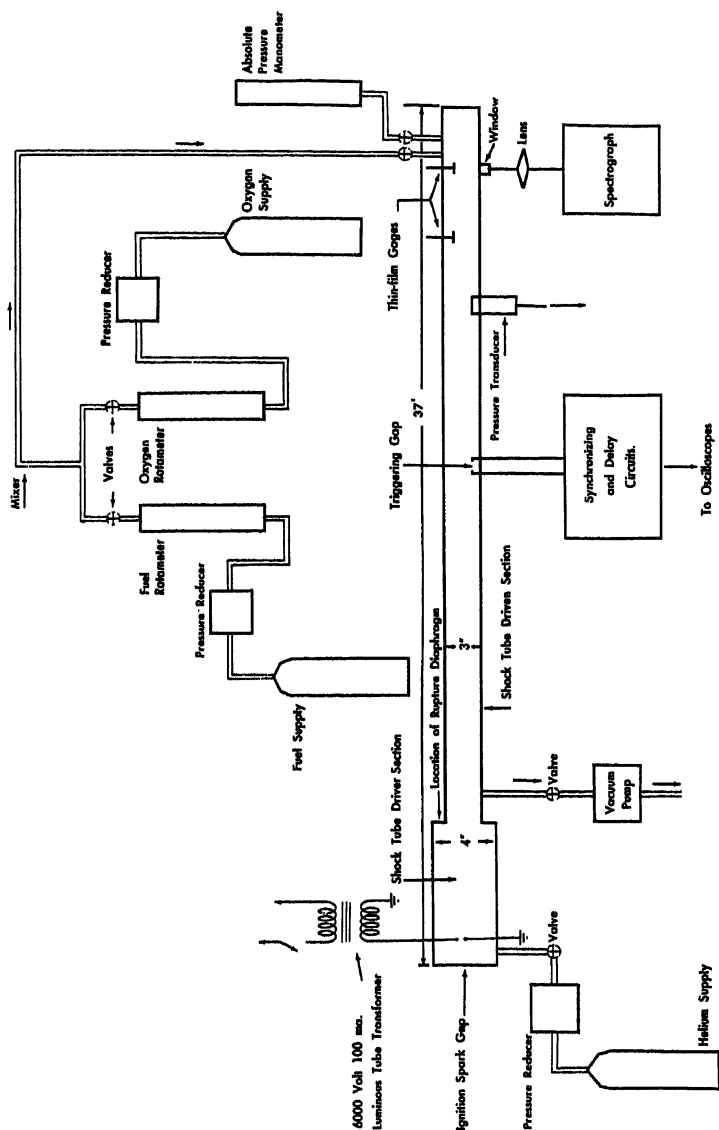 Mixer
Valves
Fuel
Rotameter
Oxygen
Rotameter
Pressure Reducer
Oxygen
Supply
Absolute
Pressure
Manometer
Pressure Reducer
Fuel Supply
6000 Volt 100 ma.
Luminous Tube Transformer
Shock Tube Driver Section
Location of Rupture Diaphragm
Triggering Gap
37'
Thin-film Gages
Ignition Spark Gap
4"
3"
Shock Tube Driven Section
Pressure Transducer
Window
Lens
Spectrograph
Synchronizing
and Delay
Circuits.
To Oscilloscopes
Valve
Vacuum
Pump
Valve
Pressure Reducer
Helium Supply